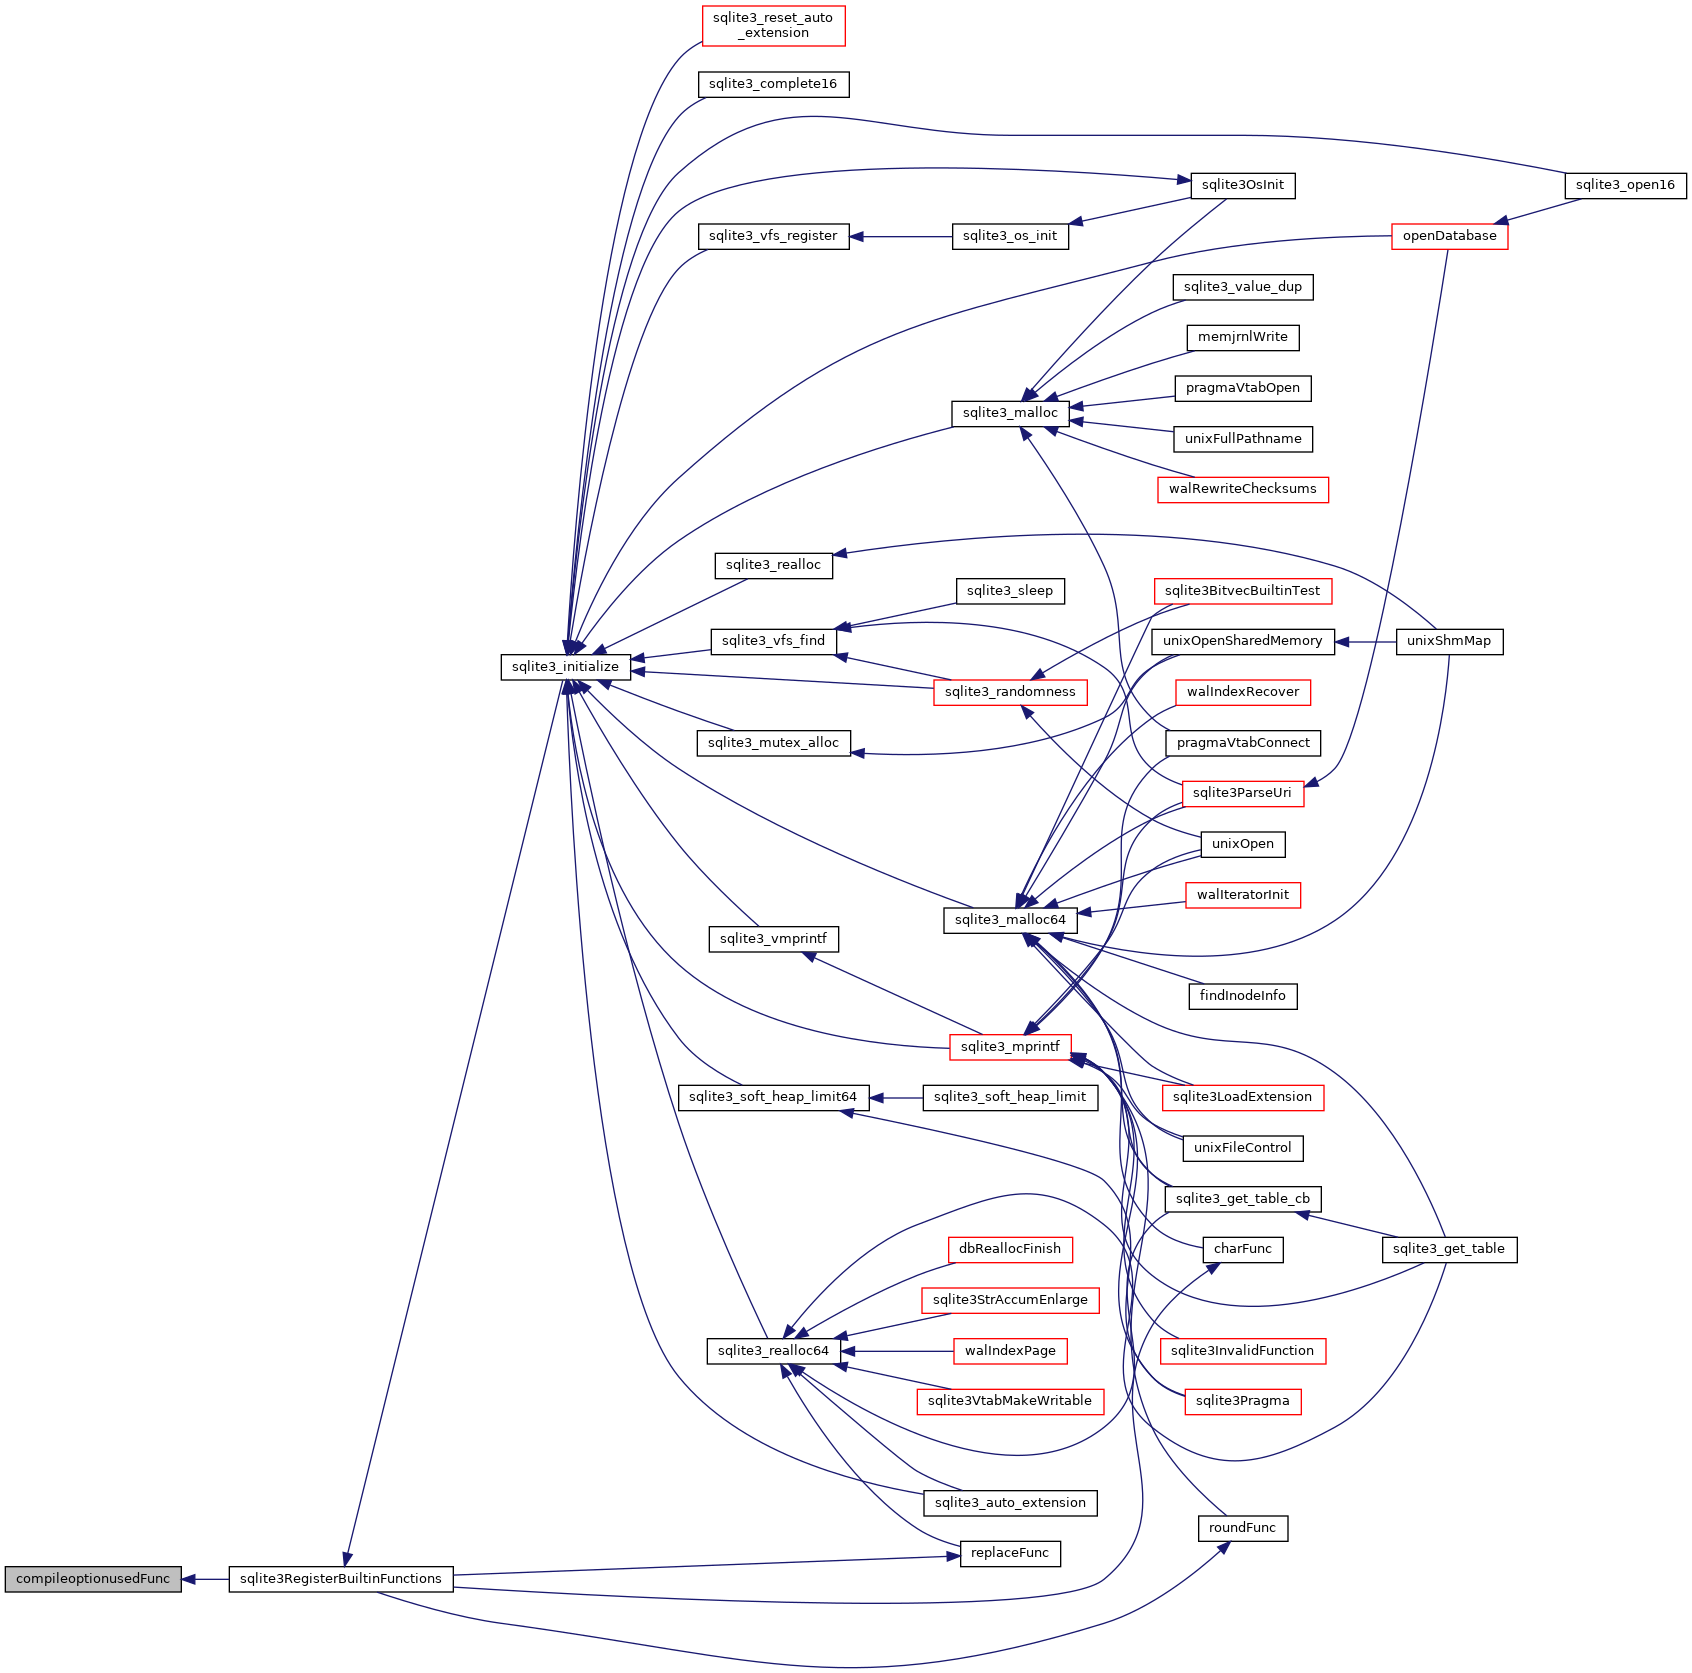 sqlite3_reset_auto
_extension
sqlite3_complete16
sqlite3OsInit
sqlite3_open16
sqlite3_vfs_register
sqlite3_os_init
openDatabase
sqlite3_value_dup
memjrnlWrite
pragmaVtabOpen
sqlite3_malloc
unixFullPathname
walRewriteChecksums
sqlite3_realloc
sqlite3_sleep
sqlite3BitvecBuiltinTest
sqlite3_vfs_find
unixOpenSharedMemory
unixShmMap
sqlite3_initialize
sqlite3_randomness
walIndexRecover
sqlite3_mutex_alloc
pragmaVtabConnect
sqlite3ParseUri
unixOpen
walIteratorInit
sqlite3_malloc64
sqlite3_vmprintf
findInodeInfo
sqlite3_mprintf
sqlite3_soft_heap_limit64
sqlite3_soft_heap_limit
sqlite3LoadExtension
unixFileControl
sqlite3_get_table_cb
dbReallocFinish
charFunc
sqlite3_get_table
sqlite3StrAccumEnlarge
sqlite3_realloc64
walIndexPage
sqlite3InvalidFunction
sqlite3VtabMakeWritable
sqlite3Pragma
sqlite3_auto_extension
roundFunc
replaceFunc
compileoptionusedFunc
sqlite3RegisterBuiltinFunctions